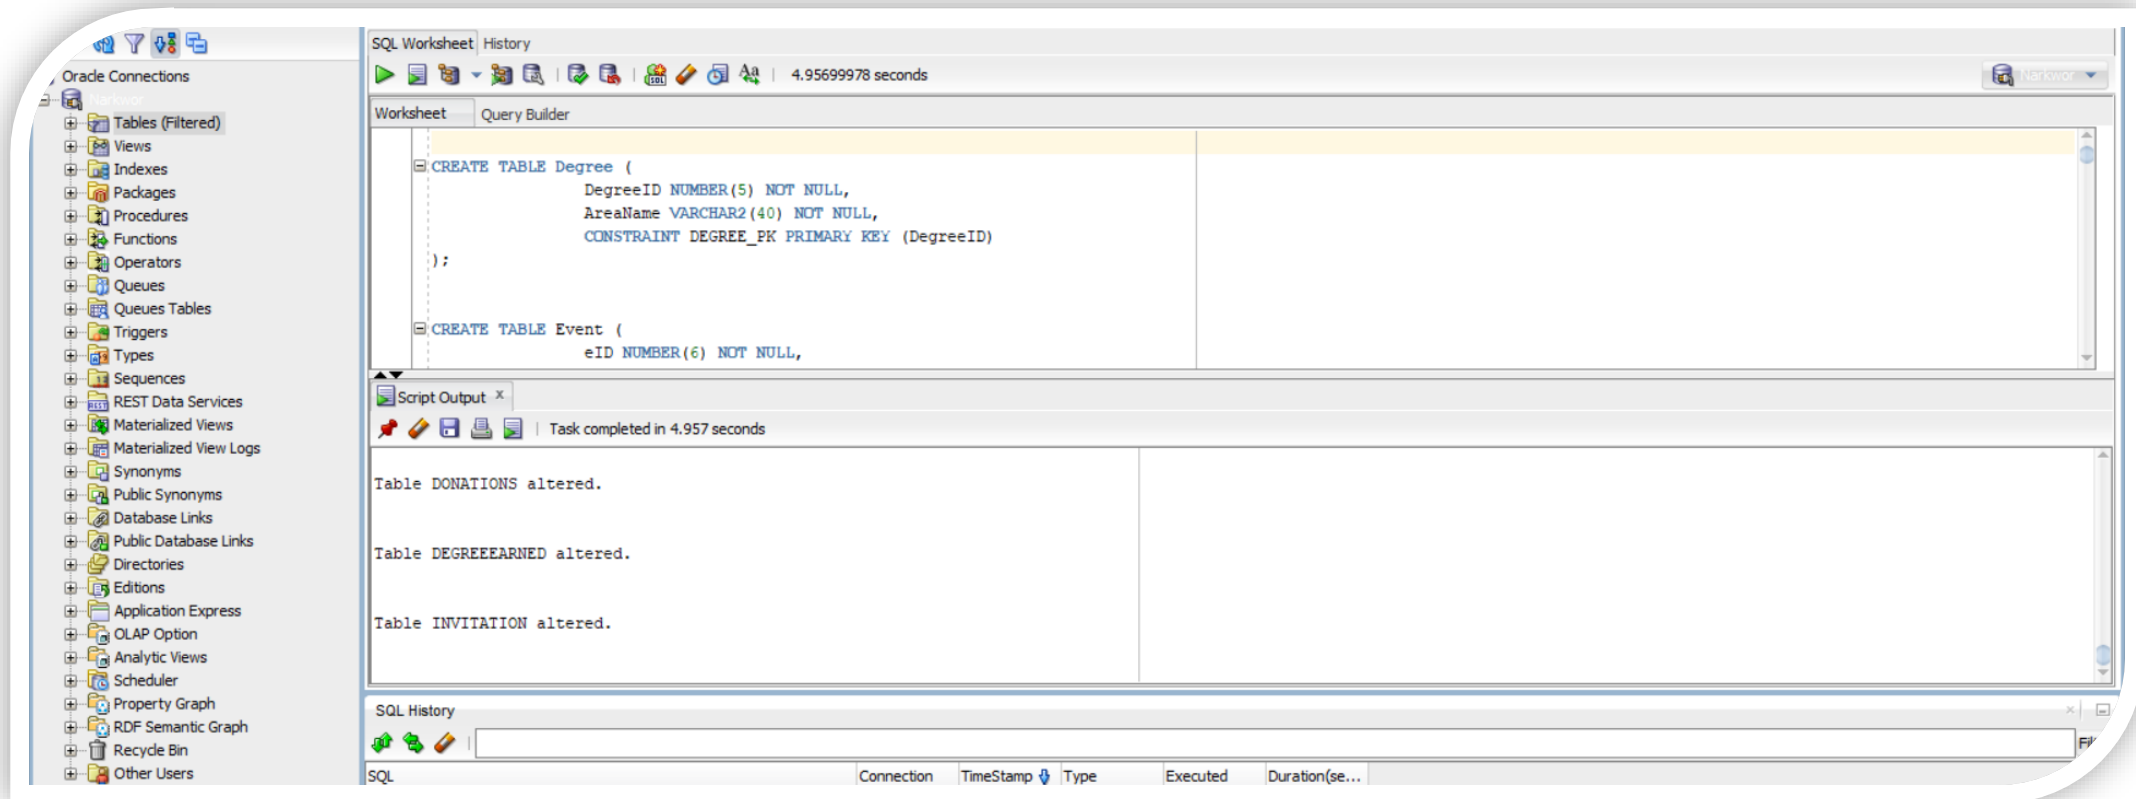 Oracle Connections
Narkwor
Tables (Filtered)
Views
Indexes
Packages
Procedures
Functions
Operators
Queues
Queues Tables
Triggers
Types
Sequences
REST Data Services
Materialized Views
Materialized View Logs
Synonyms
Public Synonyms
Database Links
Public Database Links
Directories
Editions
Application Express
OLAP Option
Analytic Views
Scheduler
Property Graph
RDF Semantic Graph
Recycle Bin
Other Users
SQL Worksheet History
4.95699978 seconds
Narkwor
Worksheet Query Builder
CREATE TABLE Degree (
DegreeID NUMBER(5) NOT NULL,
AreaName VARCHAR2(40) NOT NULL,
CONSTRAINT DEGREE_PK PRIMARY KEY (DegreeID)
);
CREATE TABLE Event (
eID NUMBER(6) NOT NULL,
Script Output x
Task completed in 4.957 seconds
Table DONATIONS altered.
Table DEGREEEARNED altered.
Table INVITATION altered.
SQL History
SQL Connection TimeStamp Type Executed Duration(se...